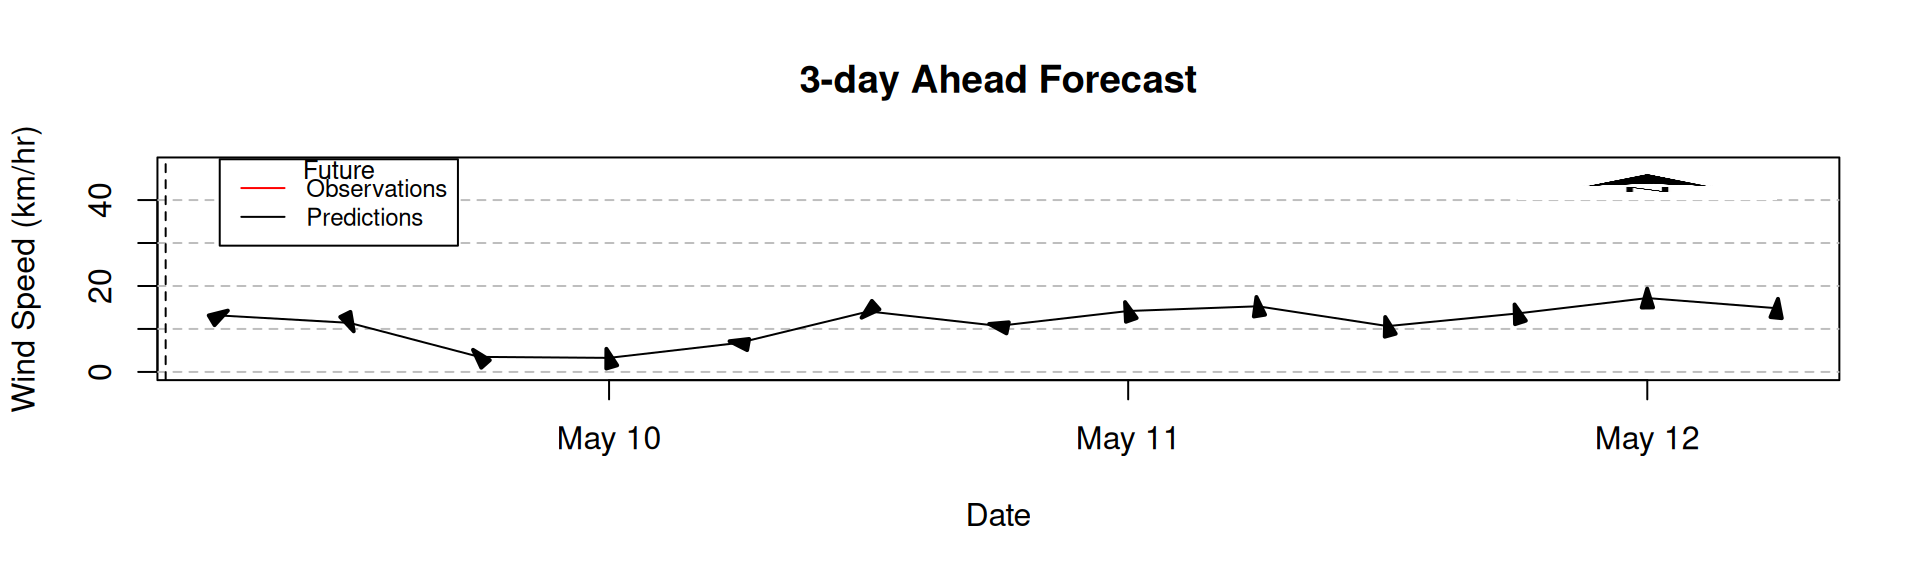 3-day Ahead Forecast
Wind Speed (km/hr)
40
20
0
Future
Observations
Predictions
N
May 10
May 11
May 12
Date